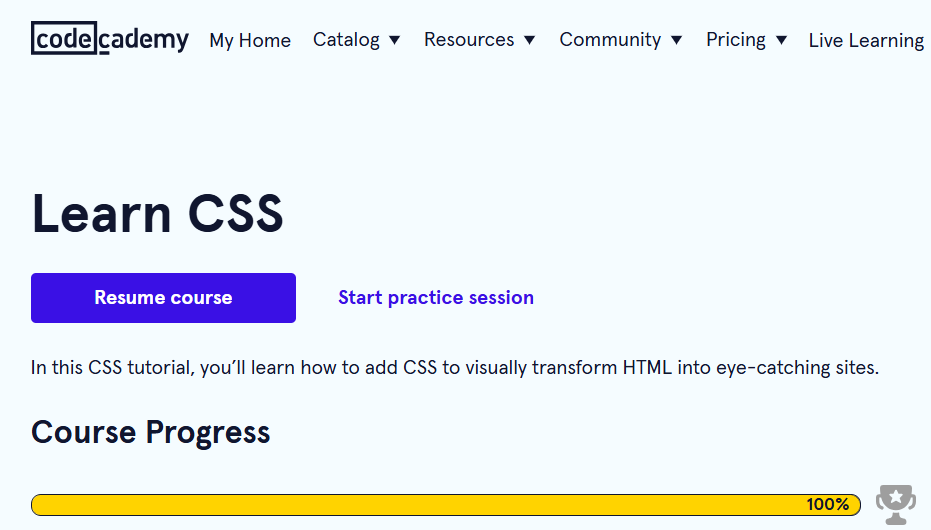 codecademy My Home Catalog Resources Community Pricing Live Learning
Learn CSS
Resume course Start practice session
In this CSS tutorial, you’ll learn how to add CSS to visually transform HTML into eye-catching sites.
Course Progress
100%